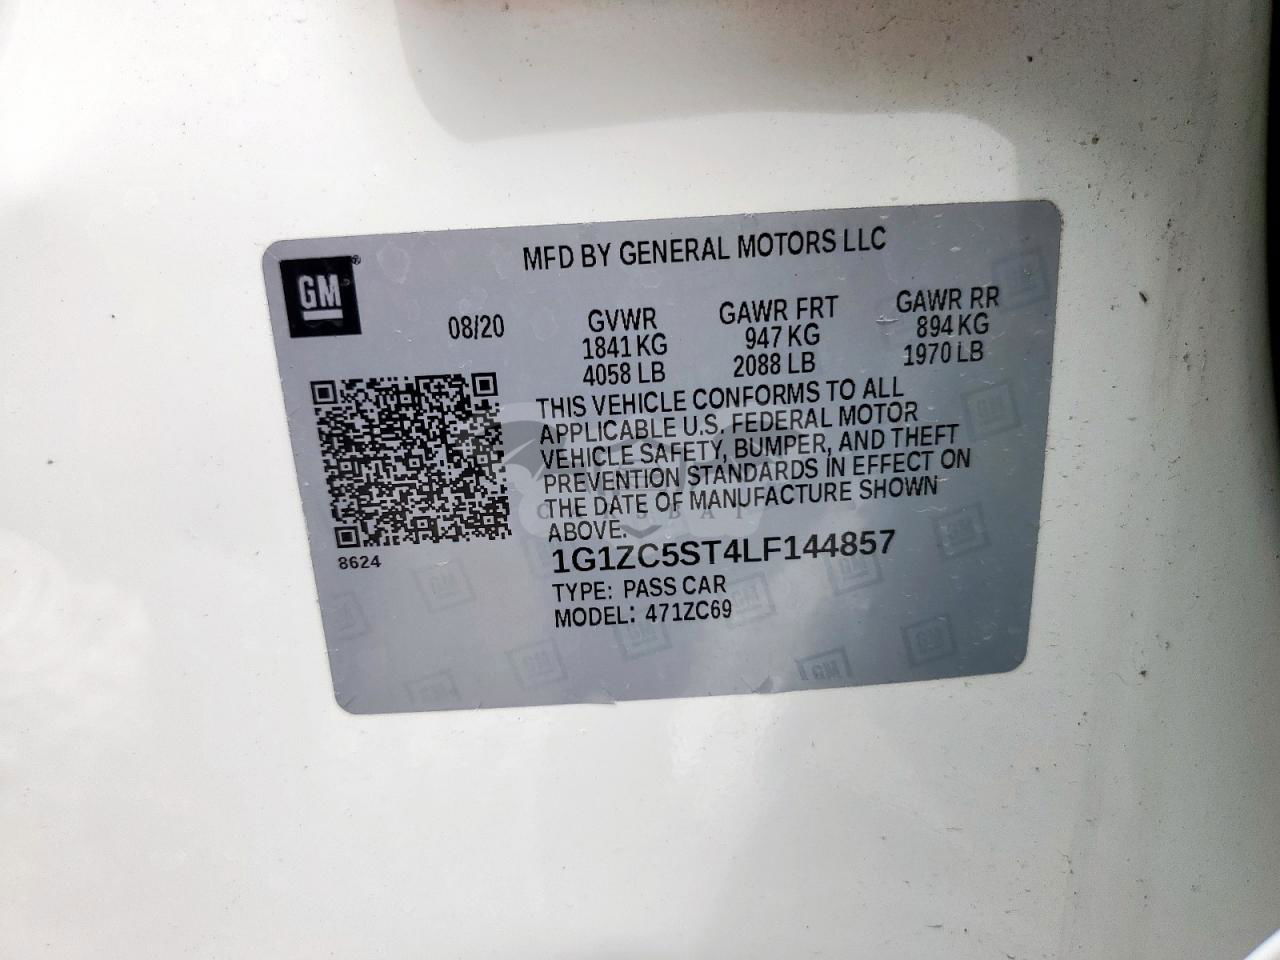 MFD BY GENERAL MOTORS LLC
GM®
08/20
GVWR
1841 KG
4058 LB
GAWR FRT
947 KG
2088 LB
GAWR RR
894 KG
1970 LB
THIS VEHICLE CONFORMS TO ALL
APPLICABLE U.S. FEDERAL MOTOR
VEHICLE SAFETY, BUMPER, AND THEFT
PREVENTION STANDARDS IN EFFECT ON
THE DATE OF MANUFACTURE SHOWN
ABOVE.
8624
1G1ZC5ST4LF144857
TYPE: PASS CAR
MODEL: 471ZC69